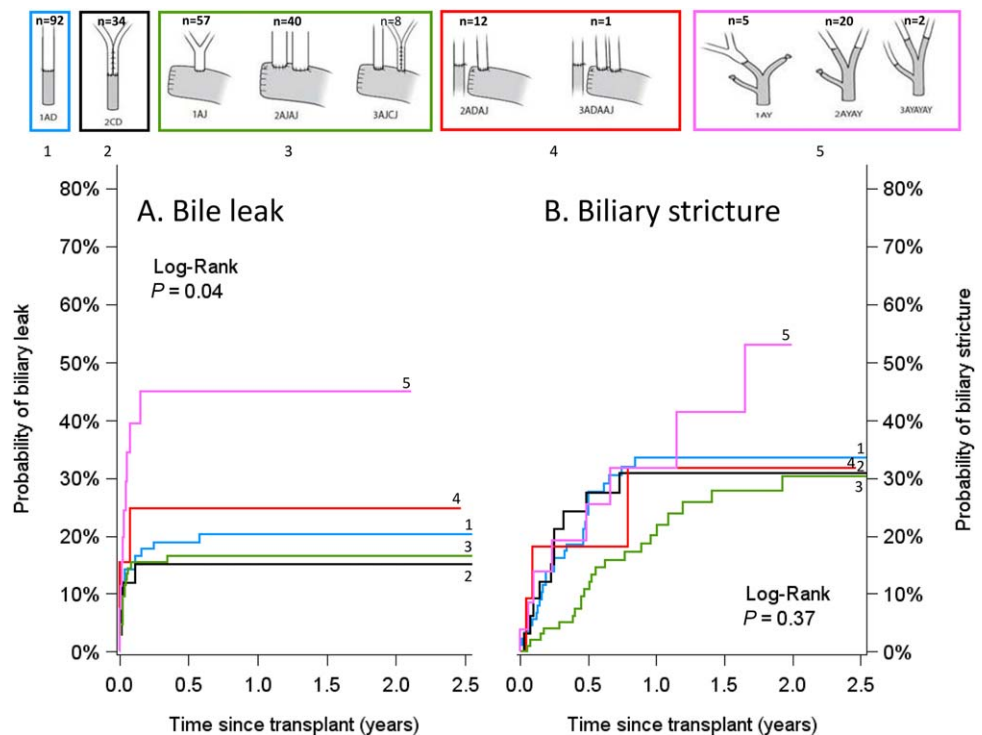 n=92 n=34 n=57 n=40 n=8 n=12 n=1 n=5 n=20 n=2
1AD 2CD 1AJ 2AJAJ 3AJCJ 2ADAJ 3ADAAJ 1AY 2AYAY 3AYAYAY
1 2 3 4 5
A. Bile leak
Log-Rank
P = 0.04
Probability of biliary leak
80%
70%
60%
50%
40%
30%
20%
10%
0%
5
4
1
3
2
0.0 0.5 1.0 1.5 2.0 2.5
Time since transplant (years)
B. Biliary stricture
5
1
4 2
3
Log-Rank
P = 0.37
80%
70%
60%
50%
40%
30%
20%
10%
0%
Probability of biliary stricture
0.0 0.5 1.0 1.5 2.0 2.5
Time since transplant (years)